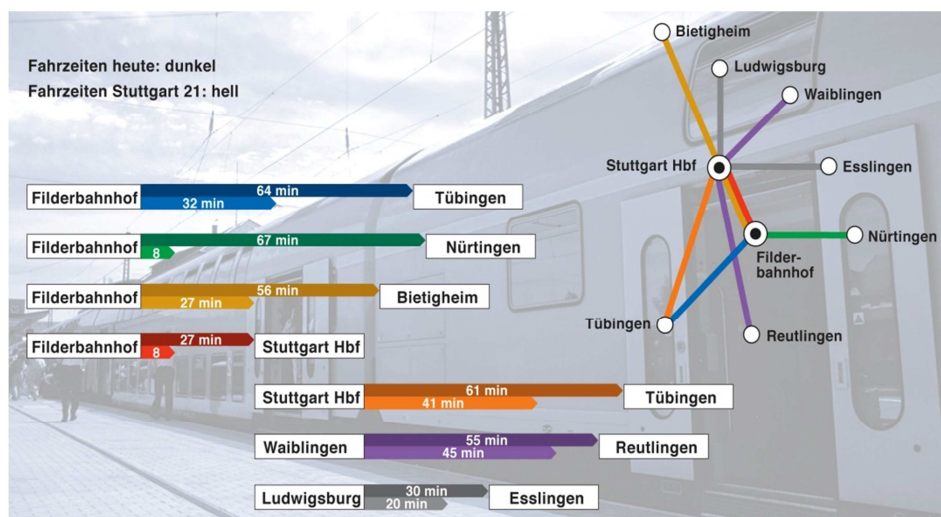 Fahrzeiten heute: dunkel
Fahrzeiten Stuttgart 21: hell
Bietigheim
Ludwigsburg
Waiblingen
Stuttgart Hbf
Esslingen
Nürtingen
Filder-
bahnhof
Tübingen
Reutlingen
Filderbahnhof 64 min Tübingen
32 min
Filderbahnhof 67 min Nürtingen
8
Filderbahnhof 56 min Bietigheim
27 min
Filderbahnhof 27 min Stuttgart Hbf
8
Stuttgart Hbf 61 min Tübingen
41 min
Waiblingen 55 min Reutlingen
45 min
Ludwigsburg 30 min Esslingen
20 min